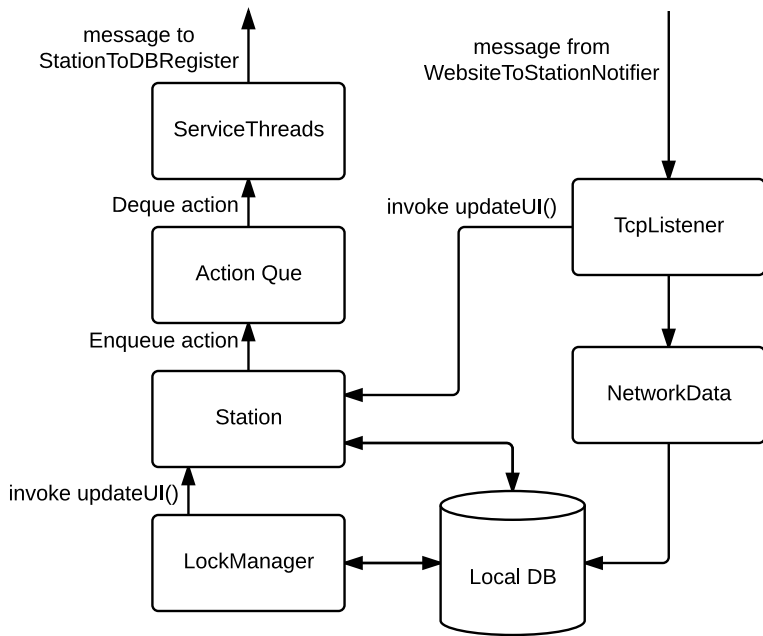 message to
StationToDBRegister
message from
WebsiteToStationNotifier
ServiceThreads
Deque action
invoke updateUI()
TcpListener
Action Que
Enqueue action
Station
NetworkData
invoke updateUI()
LockManager
Local DB